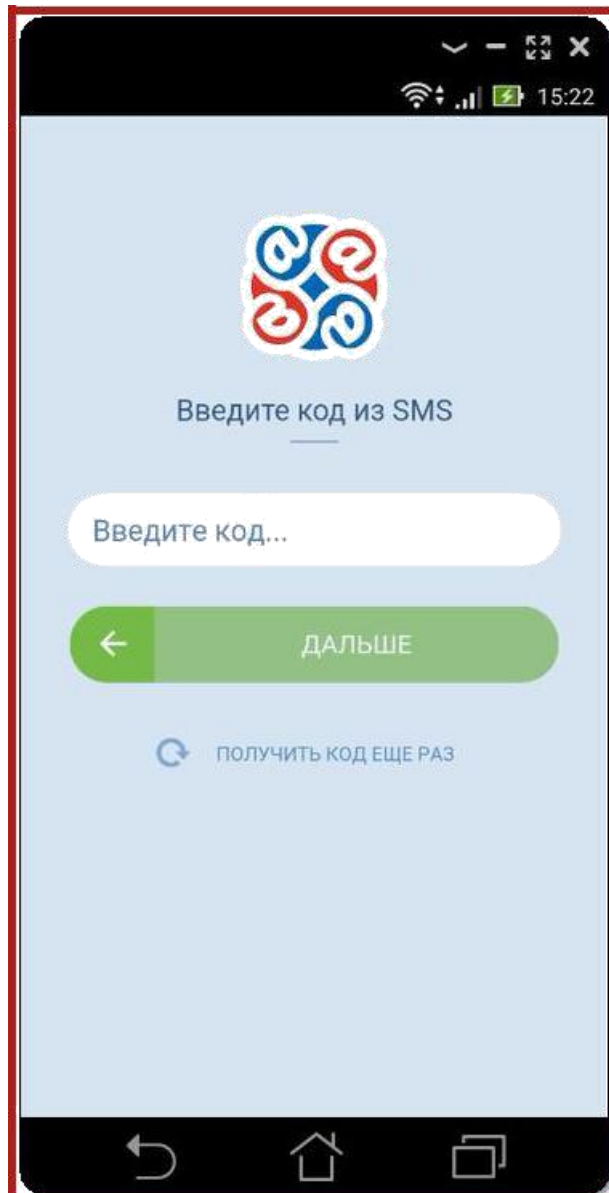 15:22
Введите код из SMS
Введите код...
ДАЛЬШЕ
ПОЛУЧИТЬ КОД ЕЩЕ РАЗ